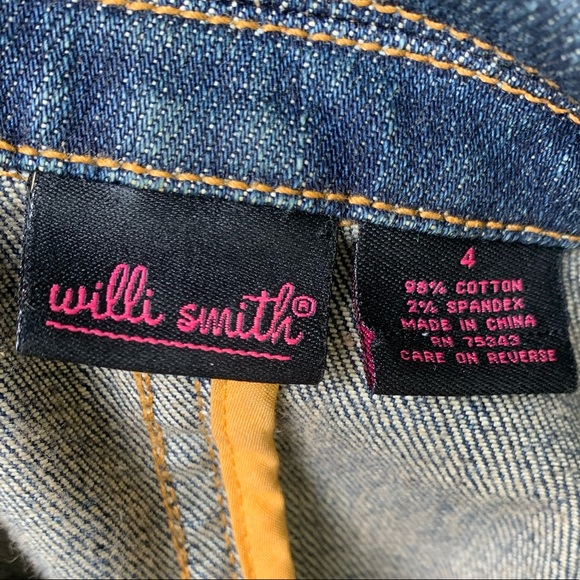 willi smith®
4
98% COTTON
2% SPANDEX
MADE IN CHINA
RN 75343
CARE ON REVERSE